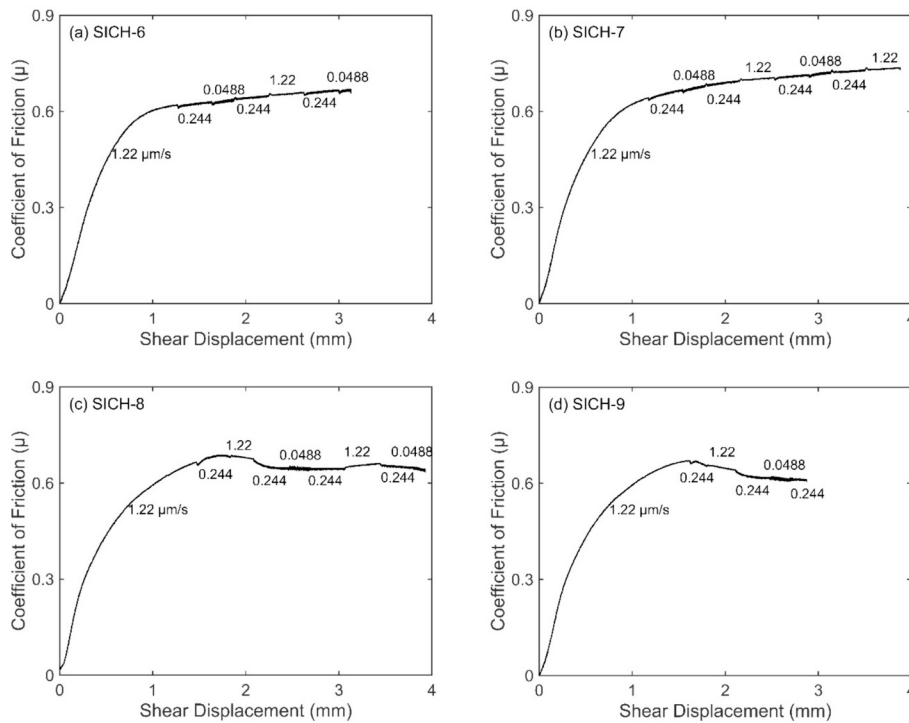 (a) SICH-6
0.9
0.6
0.3
0
Coefficient of Friction (μ)
1.22 μm/s
0.244
0.0488
0.244
1.22
0.244
0.0488
0 1 2 3 4
Shear Displacement (mm)
(b) SICH-7
0.9
0.6
0.3
0
Coefficient of Friction (μ)
1.22 μm/s
0.244
0.0488
0.244
1.22
0.244
0.0488
0.244
1.22
0 1 2 3 4
Shear Displacement (mm)
(c) SICH-8
0.9
0.6
0.3
0
Coefficient of Friction (μ)
1.22 μm/s
0.244
1.22
0.244
0.0488
0.244
1.22
0.244
0.0488
0 1 2 3 4
Shear Displacement (mm)
(d) SICH-9
0.9
0.6
0.3
0
Coefficient of Friction (μ)
1.22 μm/s
0.244
1.22
0.244
0.0488
0.244
0 1 2 3 4
Shear Displacement (mm)